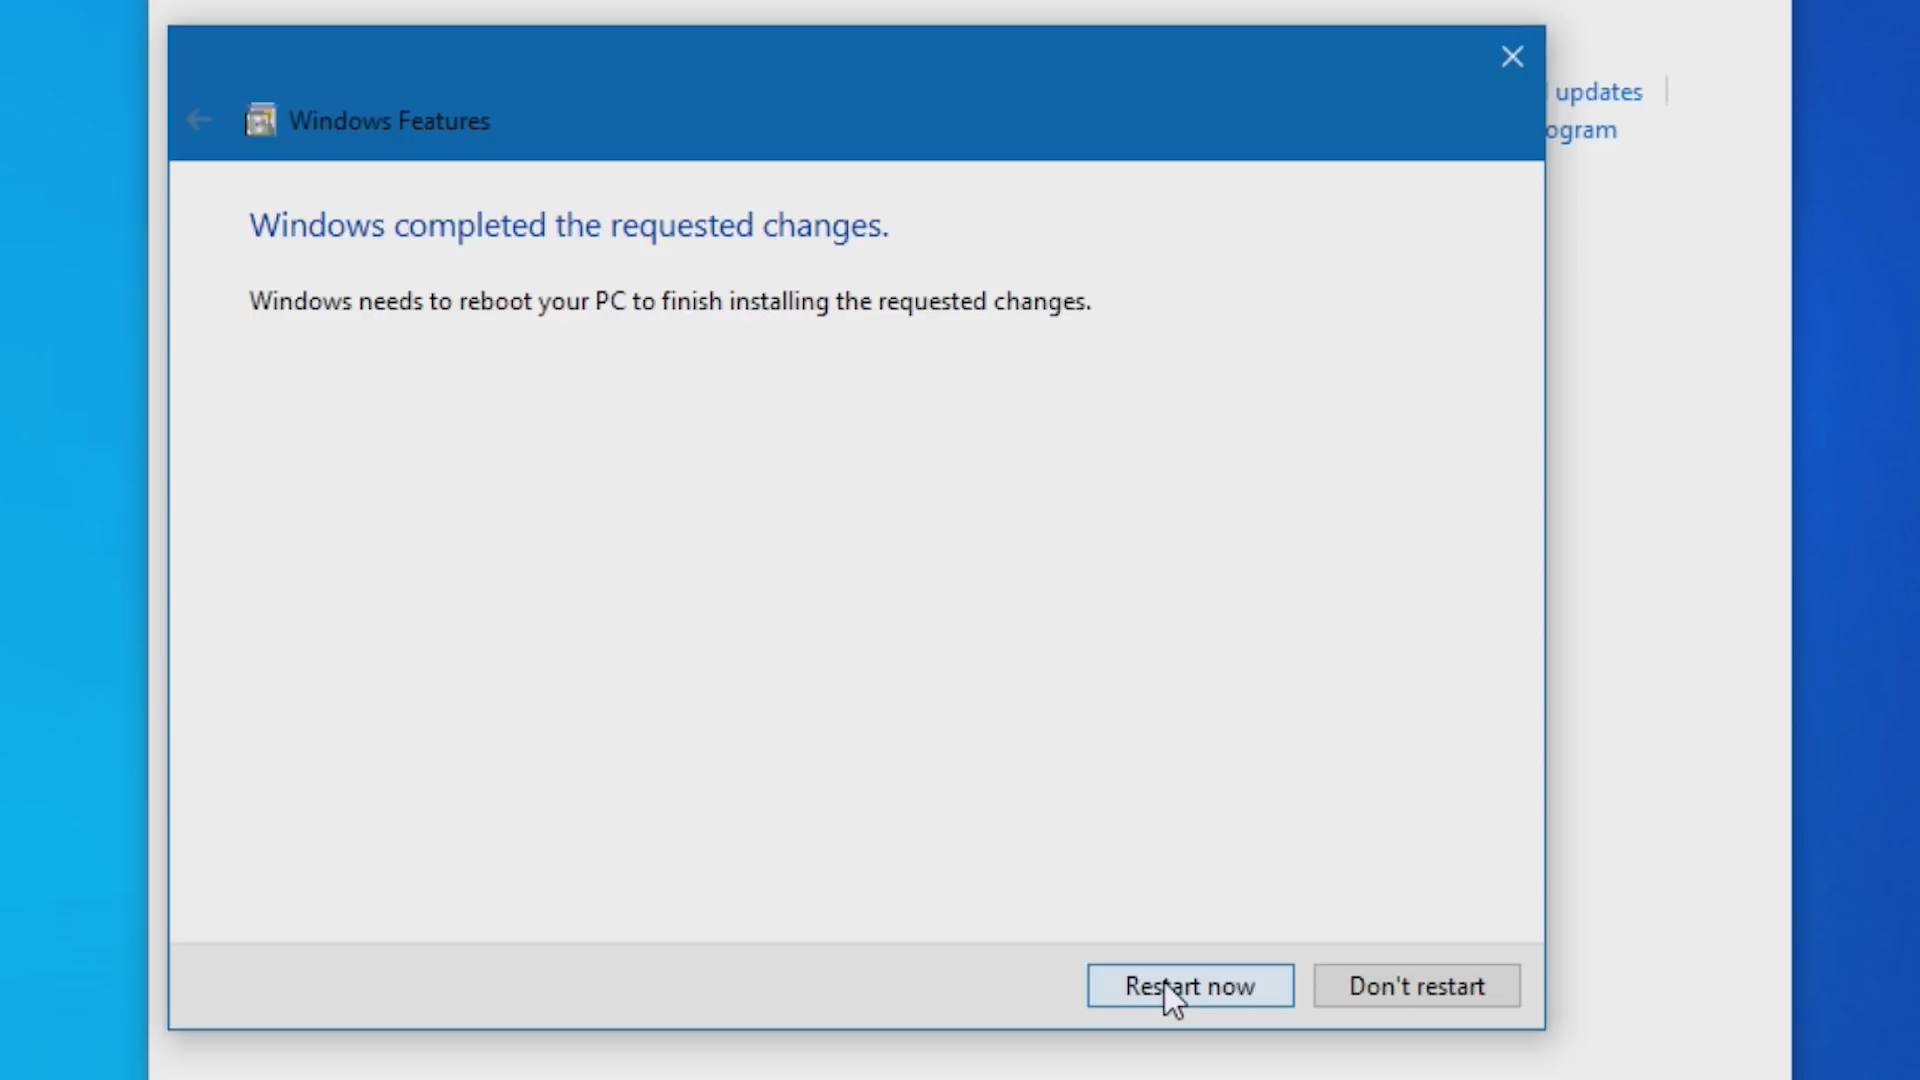 updates
ogram
Windows Features
Windows completed the requested changes.
Windows needs to reboot your PC to finish installing the requested changes.
Restart now
Don't restart